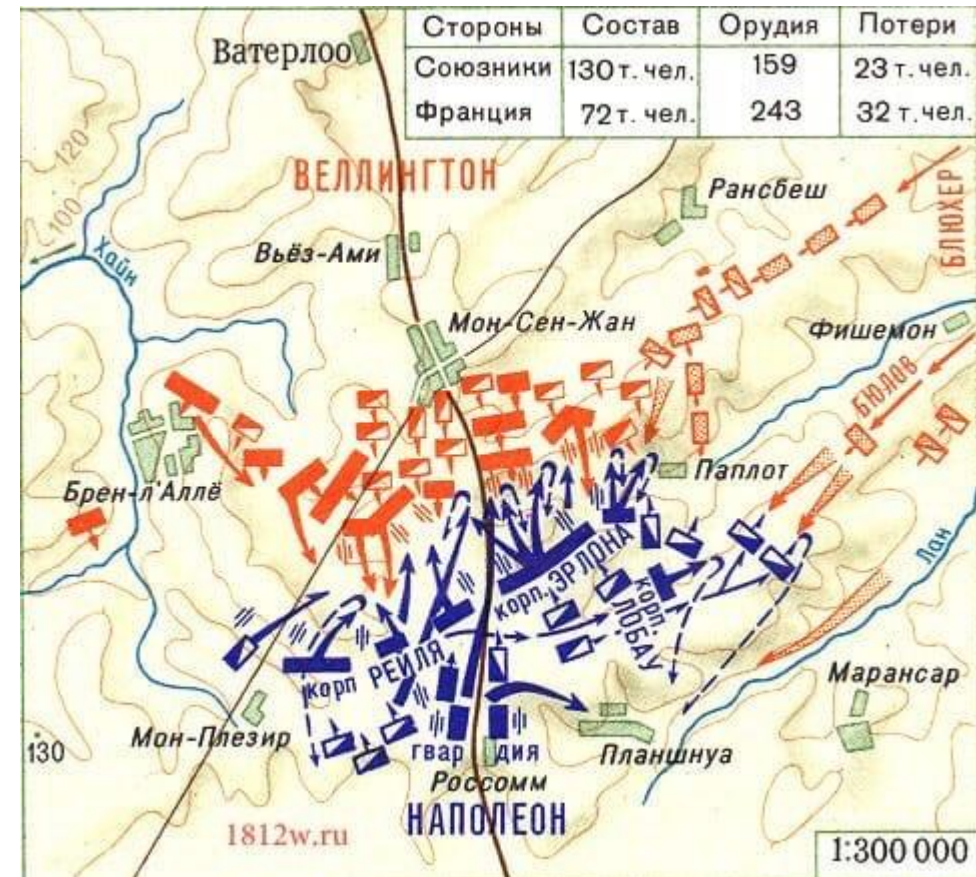 Стороны Состав Орудия Потери
Союзники 130 т. чел. 159 23 т. чел.
Франция 72 т. чел. 243 32 т. чел.
Ватерлоо
ВЕЛЛИНГТОН
Рансбеш
БЛЮХЕР
120
100
Хайн
Вьёз-Ами
Мон-Сен-Жан
Фишемон
БЮЛОВ
Паплот
Брен-л'Аллё
Лан
корп. ЭРЛОНА
корп. ЛОБАУ
корп РЕЙЛЯ
Марансар
Мон-Плезир
130
гвар дия
Планшнуа
Россомм
НАПОЛЕОН
1812w.ru
1:300 000